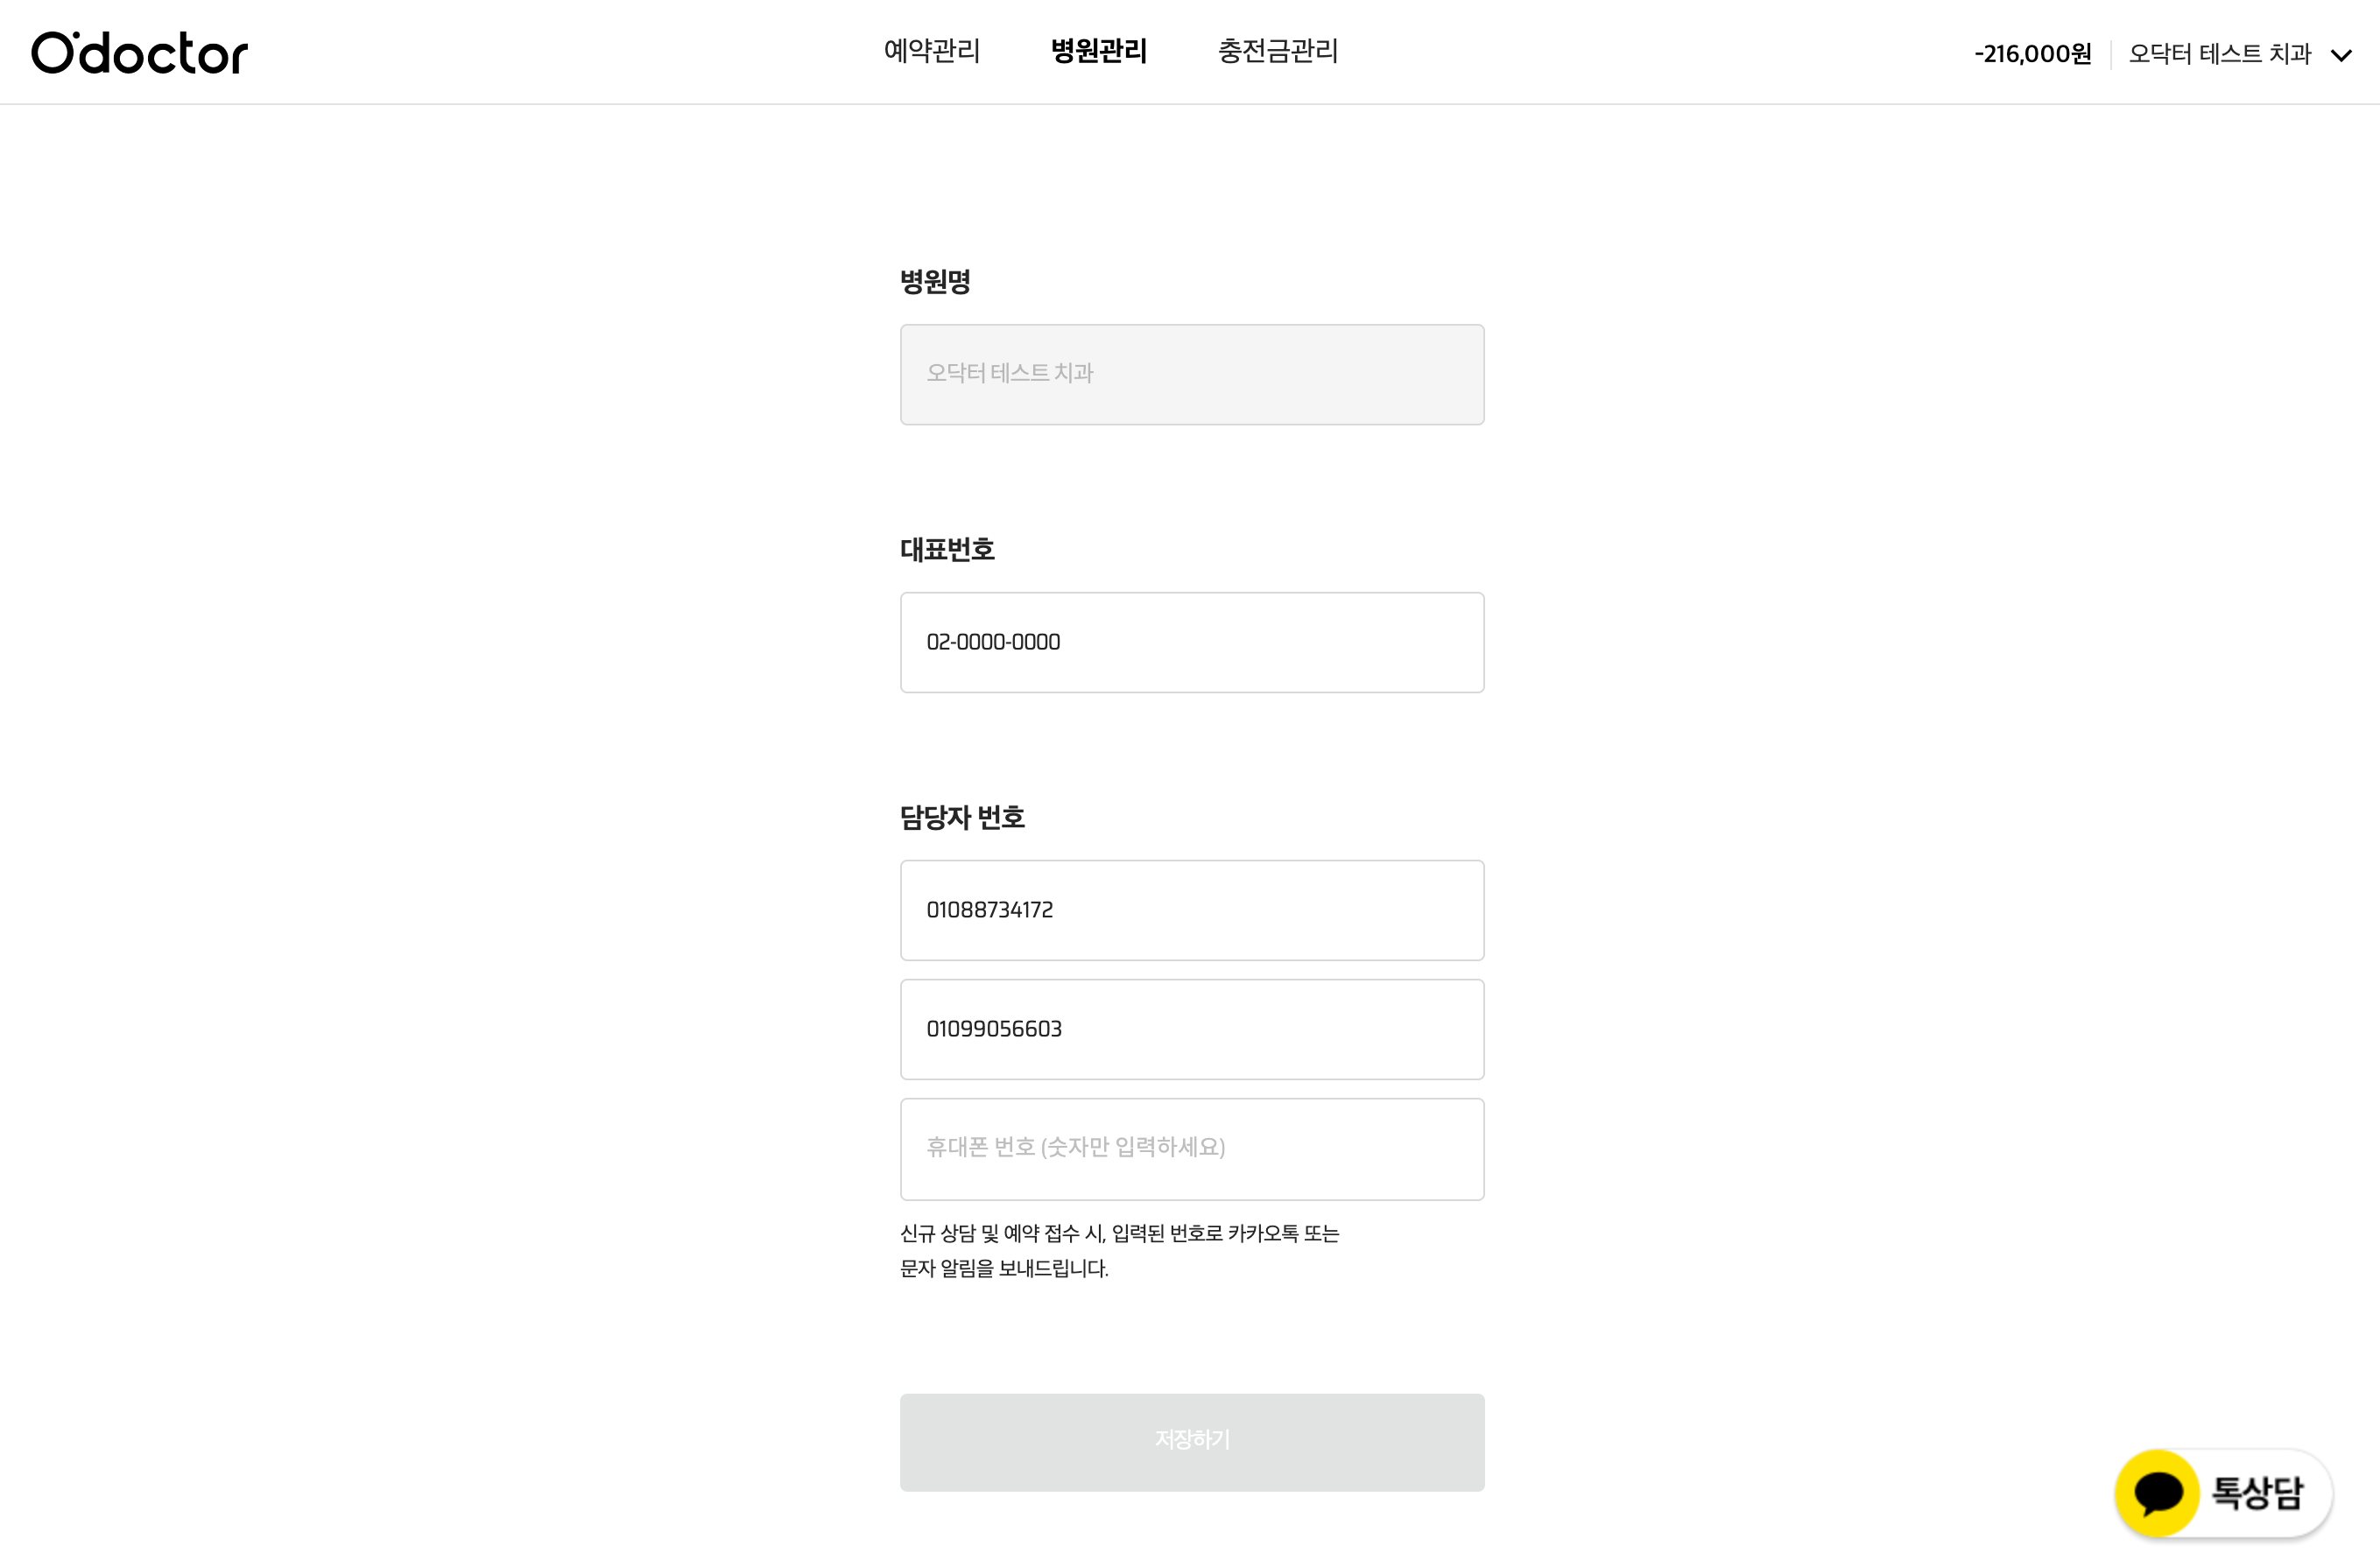 O'doctor
예약관리 병원관리 충전금관리
-216,000원 오닥터 테스트 치과
병원명
오닥터 테스트 치과
대표번호
02-0000-0000
담당자 번호
01088734172
01099056603
휴대폰 번호 (숫자만 입력하세요)
신규 상담 및 예약 접수 시, 입력된 번호로 카카오톡 또는
문자 알림을 보내드립니다.
저장하기
톡상담